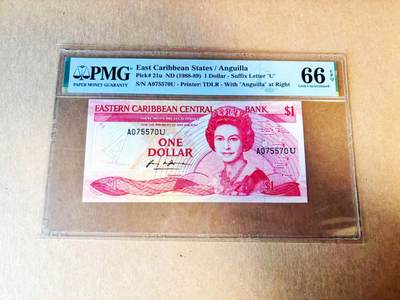 PMG
PAPER MONEY GUARANTY
East Caribbean States / Anguilla
Pick# 21u ND (1988-89) 1 Dollar - Suffix Letter "U"
S/N A075570U - Printer: TDLR - With "Anguilla" at Right
66 EPQ
Gem Uncirculated
EASTERN CARIBBEAN CENTRAL BANK $1
A075570U
A075570U
ONE
DOLLAR
$1